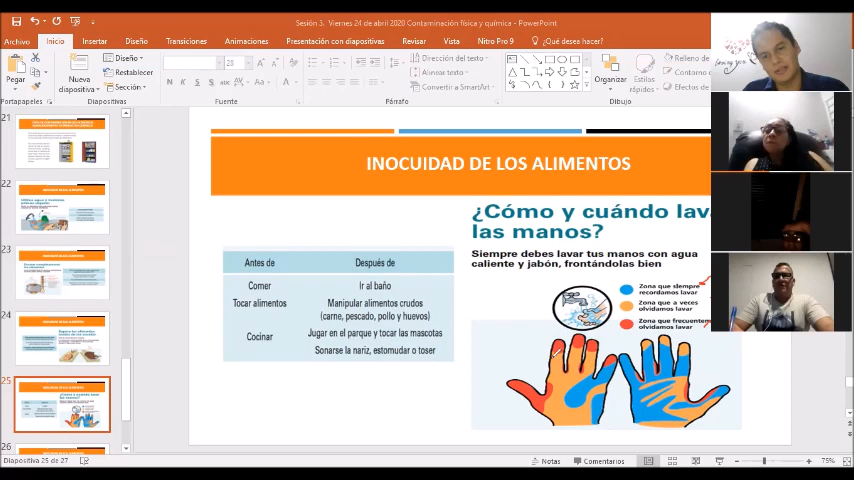 Sesión 3. Viernes 24 de abril 2020 Contaminación física y química - PowerPoint
Archivo
Inicio
Insertar
Diseño
Transiciones
Animaciones
Presentación con diapositivas
Revisar
Vista
Nitro Pro 9
¿Qué desea hacer?
Pegar
Nueva
diapositiva
Diseño
Restablecer
Sección
28
N K S S abc AV Aa A
Dirección del texto
Alinear texto
Convertir a SmartArt
Organizar
Estilos
rápidos
Relleno de
Contorno
Efectos de
Portapapeles
Diapositivas
Fuente
Párrafo
Dibujo
21
22
23
24
25
26
INOCUIDAD DE LOS ALIMENTOS
¿Cómo y cuándo lav
las manos?
Siempre debes lavar tus manos con agua
caliente y jabón, frontándolas bien
Zona que siempre
recordamos lavar
Zona que a veces
olvidamos lavar
Zona que frecuentem
olvidamos lavar
Antes de Después de
Comer Ir al baño
Tocar alimentos Manipular alimentos crudos
(carne, pescado, pollo y huevos)
Cocinar Jugar en el parque y tocar las mascotas
Sonarse la nariz, estornudar o toser
Diapositiva 25 de 27
Notas
Comentarios
75%